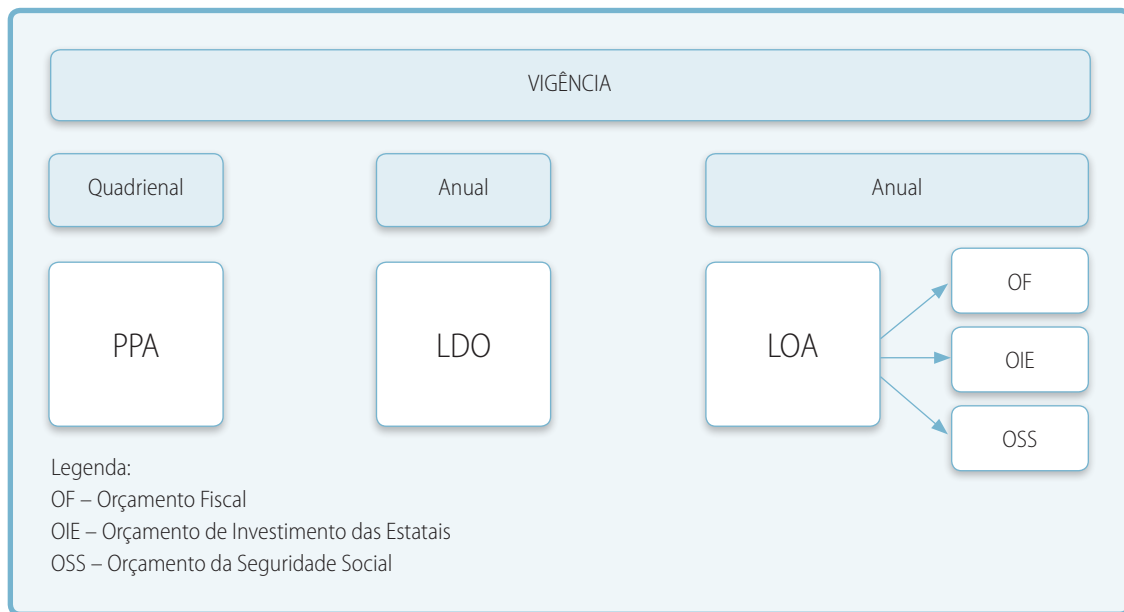 VIGÊNCIA
Quadrienal
Anual
Anual
PPA
LDO
LOA
OF
OIE
OSS
Legenda:
OF – Orçamento Fiscal
OIE – Orçamento de Investimento das Estatais
OSS – Orçamento da Seguridade Social